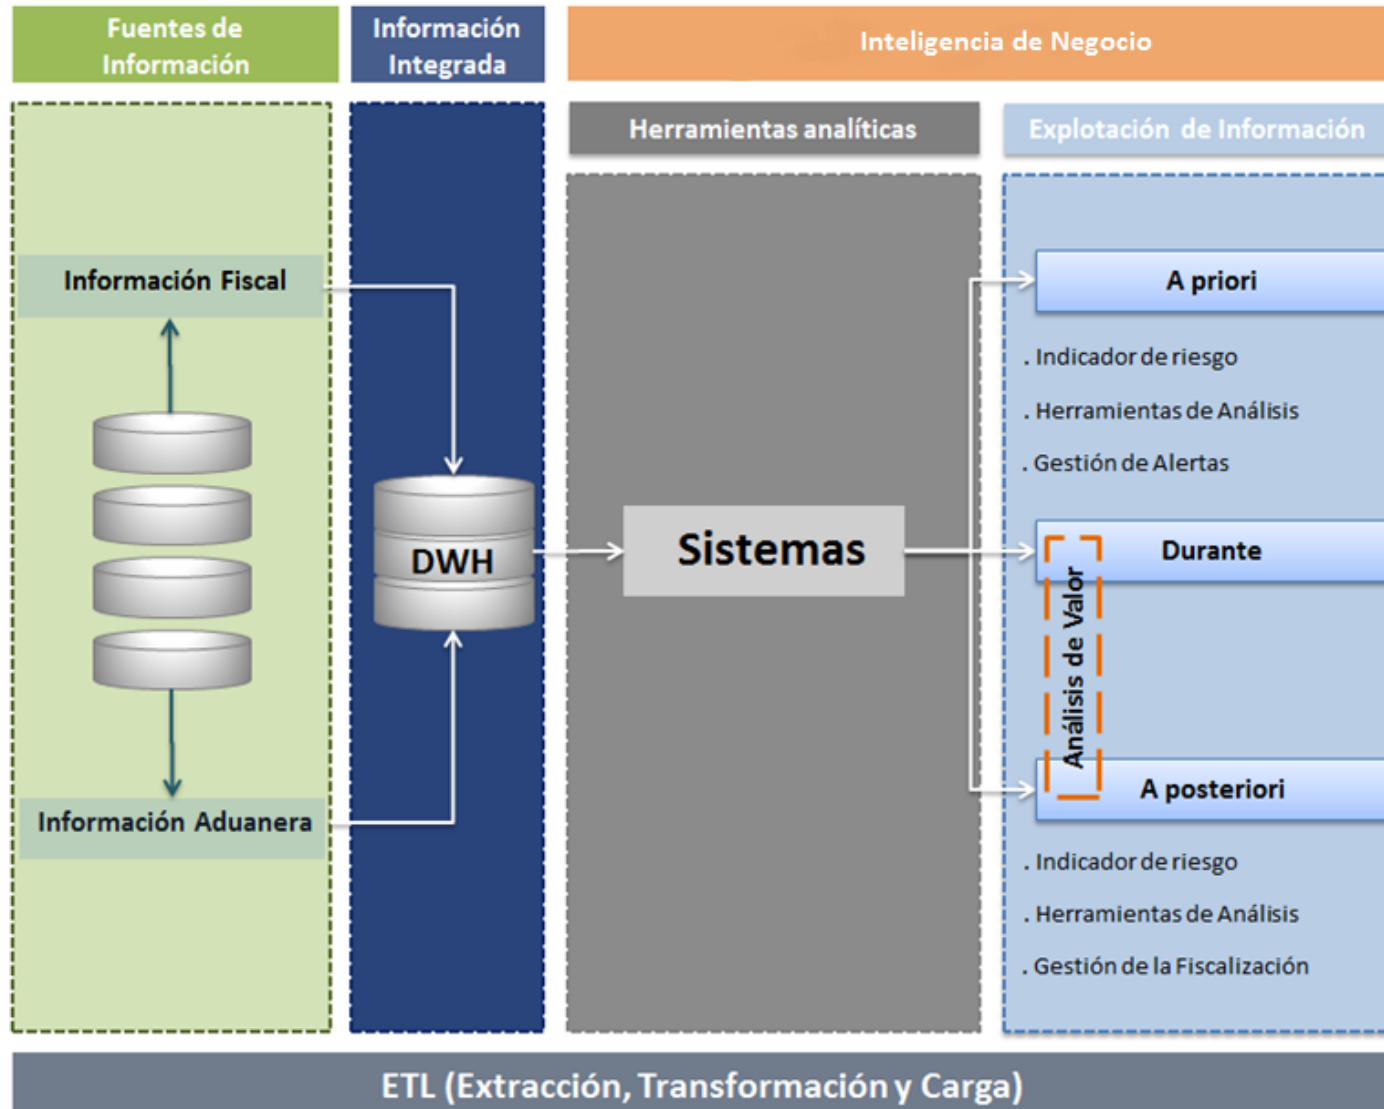 Fuentes de
Información
Información
Integrada
Inteligencia de Negocio
Herramientas analíticas
Explotación de Información
Información Fiscal
Información Aduanera
DWH
Sistemas
A priori
. Indicador de riesgo
. Herramientas de Análisis
. Gestión de Alertas
Durante
Análisis de Valor
A posteriori
. Indicador de riesgo
. Herramientas de Análisis
. Gestión de la Fiscalización
ETL (Extracción, Transformación y Carga)